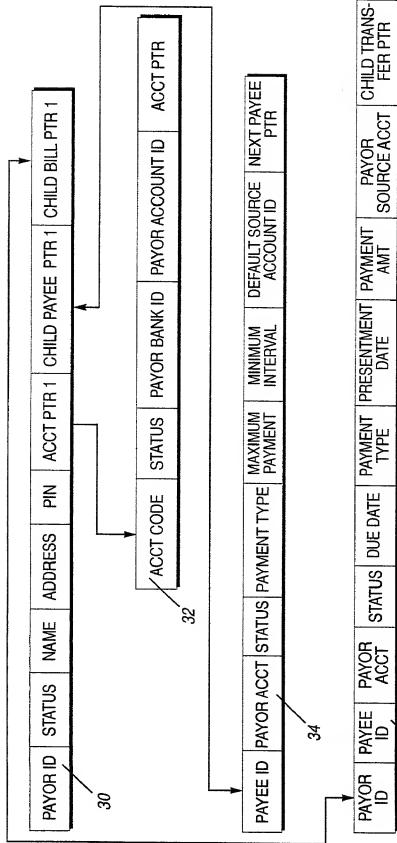 PAYOR ID STATUS NAME ADDRESS PIN ACCT PTR 1 CHILD PAYEE PTR 1 CHILD BILL PTR 1
30
ACCT CODE STATUS PAYOR BANK ID PAYOR ACCOUNT ID ACCT PTR
32
PAYEE ID PAYOR ACCT STATUS PAYMENT TYPE MAXIMUM PAYMENT MINIMUM INTERVAL DEFAULT SOURCE ACCOUNT ID NEXT PAYEE PTR
34
PAYOR ID PAYEE ID PAYOR ACCT STATUS DUE DATE PAYMENT TYPE PRESENTMENT DATE PAYMENT AMT PAYOR SOURCE ACCT CHILD TRANS- FER PTR